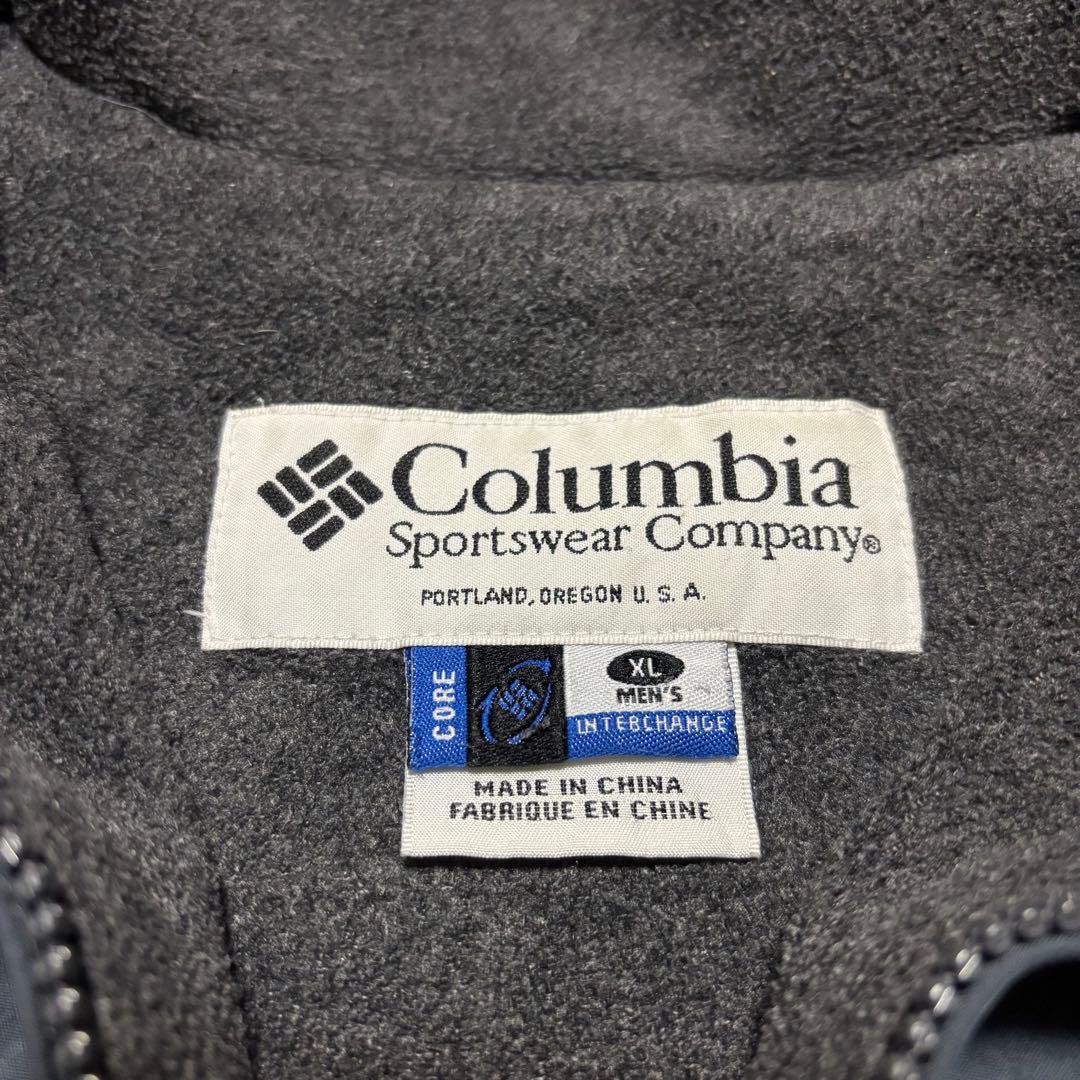 Columbia
Sportswear Company®
PORTLAND, OREGON U. S. A.
CORE
XL
MEN'S
INTERCHANGE
MADE IN CHINA
FABRIQUE EN CHINE